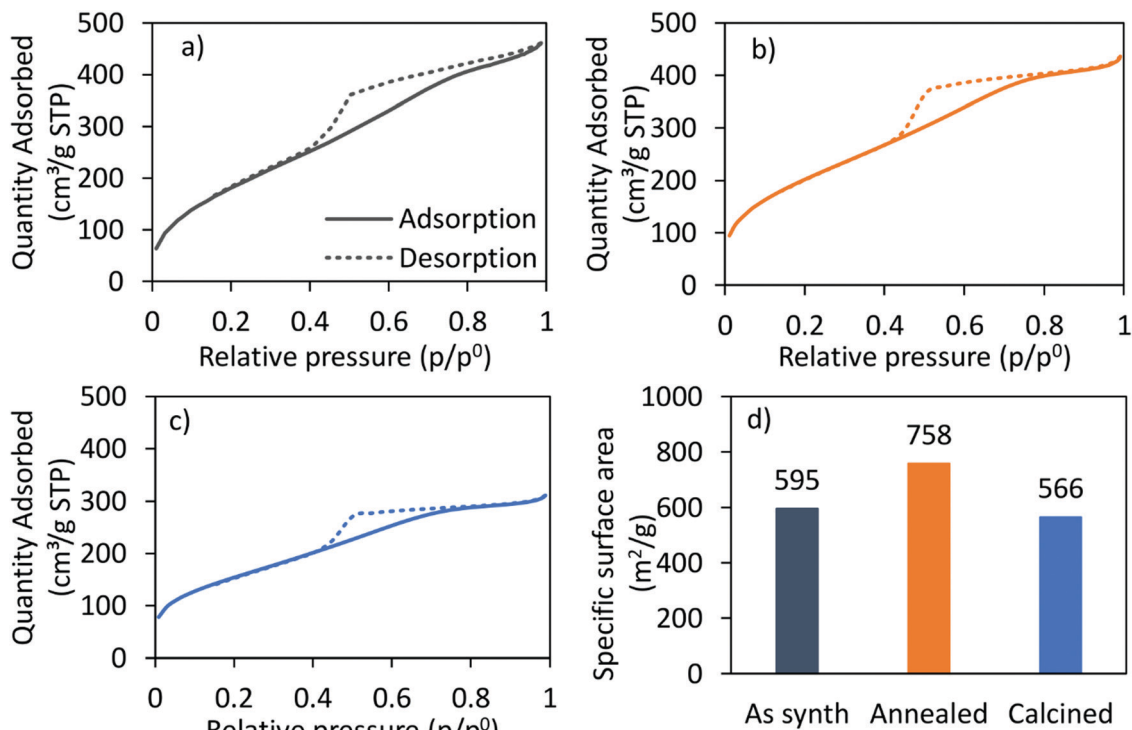 a)
Quantity Adsorbed
(cm³/g STP)
500
400
300
200
100
0
Adsorption
Desorption
0 0.2 0.4 0.6 0.8 1
Relative pressure (p/p⁰)
b)
Quantity Adsorbed
(cm³/g STP)
500
400
300
200
100
0
0 0.2 0.4 0.6 0.8 1
Relative pressure (p/p⁰)
c)
Quantity Adsorbed
(cm³/g STP)
500
400
300
200
100
0
0 0.2 0.4 0.6 0.8 1
Relative pressure (p/p⁰)
d)
Specific surface area
(m²/g)
1000
800
600
400
200
0
595
758
566
As synth Annealed Calcined